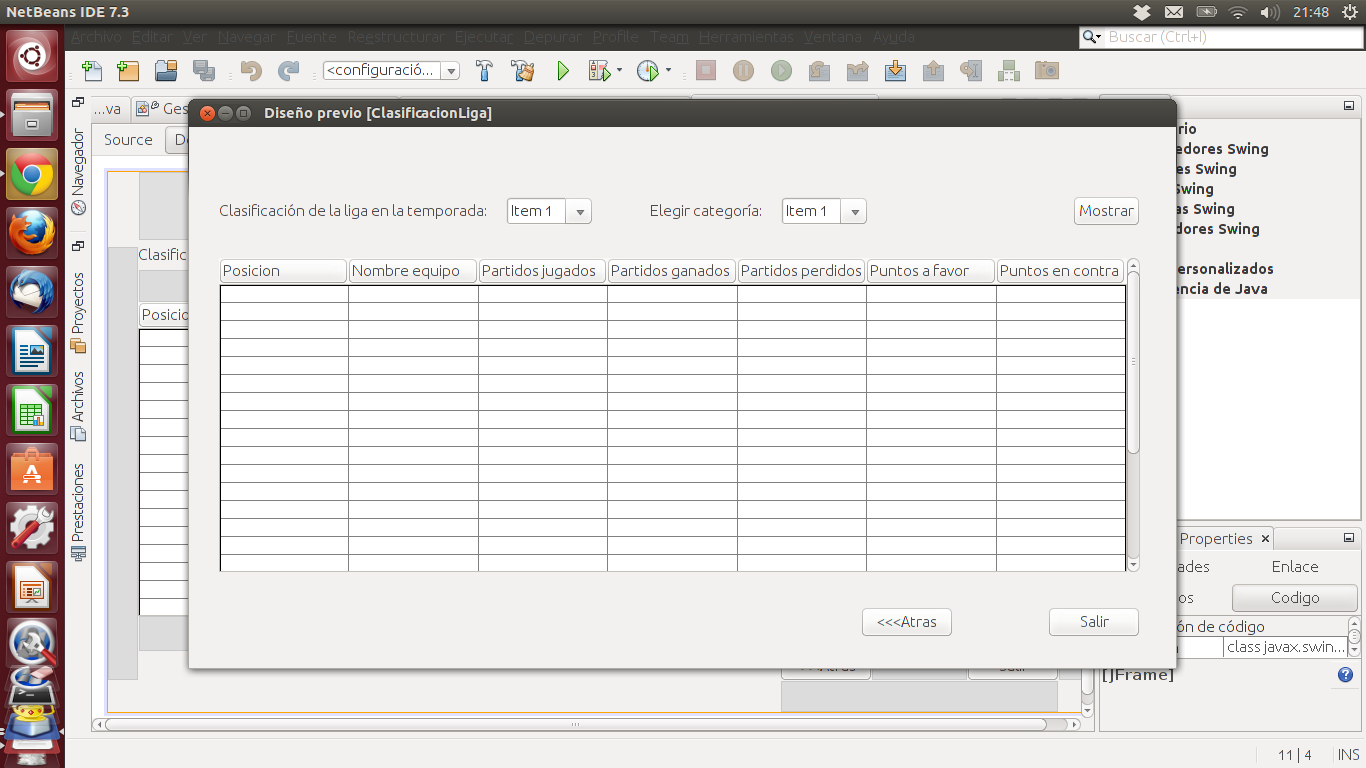 NetBeans IDE 7.3
21:48
Archivo Editar Ver Navegar Fuente Reestructurar Ejecutar Depurar Profile Team Herramientas Ventana Ayuda
Buscar (Ctrl+I)
<configuració...
...va
Ges
Source
De
Navegador
Proyectos
Archivos
Prestaciones
Clasific
Posicio
Diseño previo [ClasificacionLiga]
Clasificación de la liga en la temporada: Item 1 Elegir categoría: Item 1 Mostrar
Posicion Nombre equipo Partidos jugados Partidos ganados Partidos perdidos Puntos a favor Puntos en contra
<<<Atras Salir
rio
edores Swing
es Swing
Swing
as Swing
dores Swing
ersonalizados
encia de Java
Properties
ades Enlace
os Codigo
ón de código
class javax.swin...
[JFrame]
11 | 4 INS